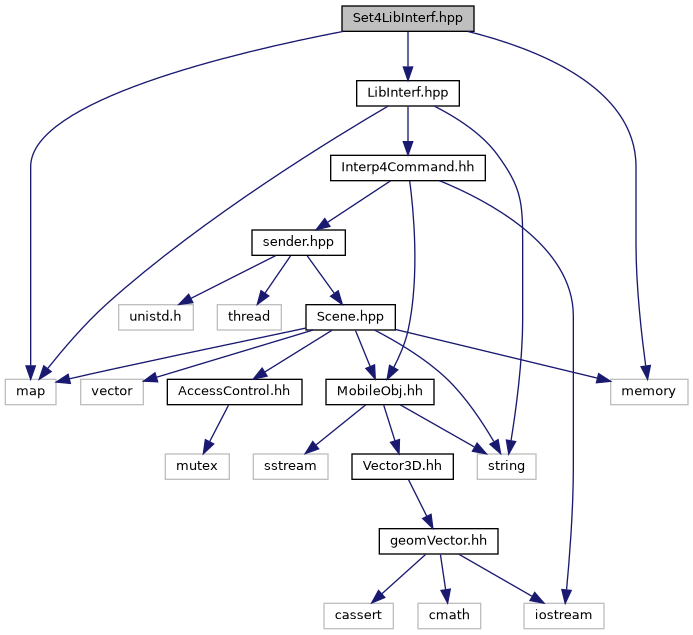 Set4LibInterf.hpp
LibInterf.hpp
Interp4Command.hh
sender.hpp
unistd.h
thread
Scene.hpp
map
vector
AccessControl.hh
MobileObj.hh
memory
mutex
sstream
Vector3D.hh
string
geomVector.hh
cassert
cmath
iostream